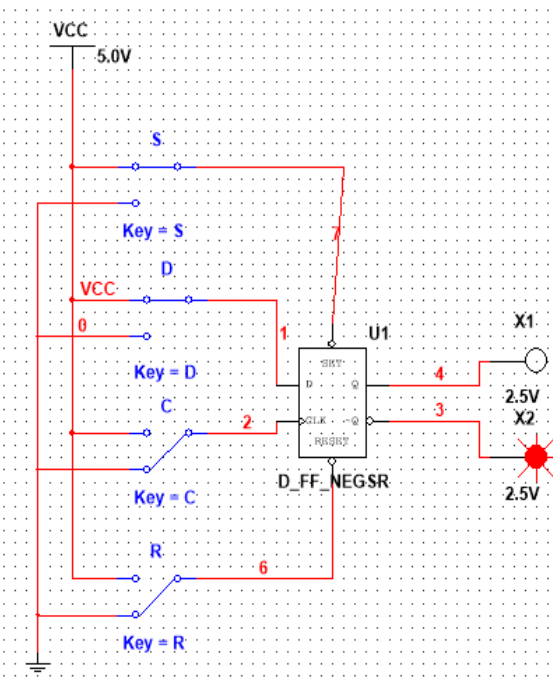 VCC
5.0V
S
7
Key = S
D
VCC
0
1
U1
X1
SET
D
Q
4
Key = D
2.5V
C
2
CLK
~Q
3
X2
RESET
D_FF_NEGSR
2.5V
Key = C
R
6
Key = R